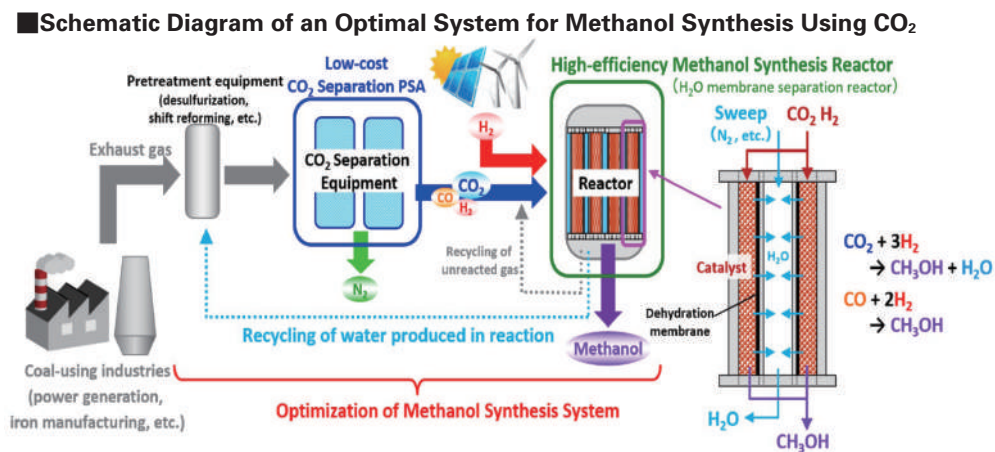 ■Schematic Diagram of an Optimal System for Methanol Synthesis Using CO₂
Pretreatment equipment
(desulfurization,
shift reforming, etc.)
Low-cost
CO₂ Separation PSA
High-efficiency Methanol Synthesis Reactor
(H₂O membrane separation reactor)
Exhaust gas
CO₂ Separation
Equipment
H₂
CO₂
CO
H₂
Reactor
Sweep
(N₂, etc.)
CO₂ H₂
Recycling of
unreacted gas
N₂
Catalyst
H₂O
Dehydration
membrane
CO₂ + 3H₂
→ CH₃OH + H₂O
CO + 2H₂
→ CH₃OH
Recycling of water produced in reaction
Methanol
Coal-using industries
(power generation,
iron manufacturing, etc.)
Optimization of Methanol Synthesis System
H₂O
CH₃OH